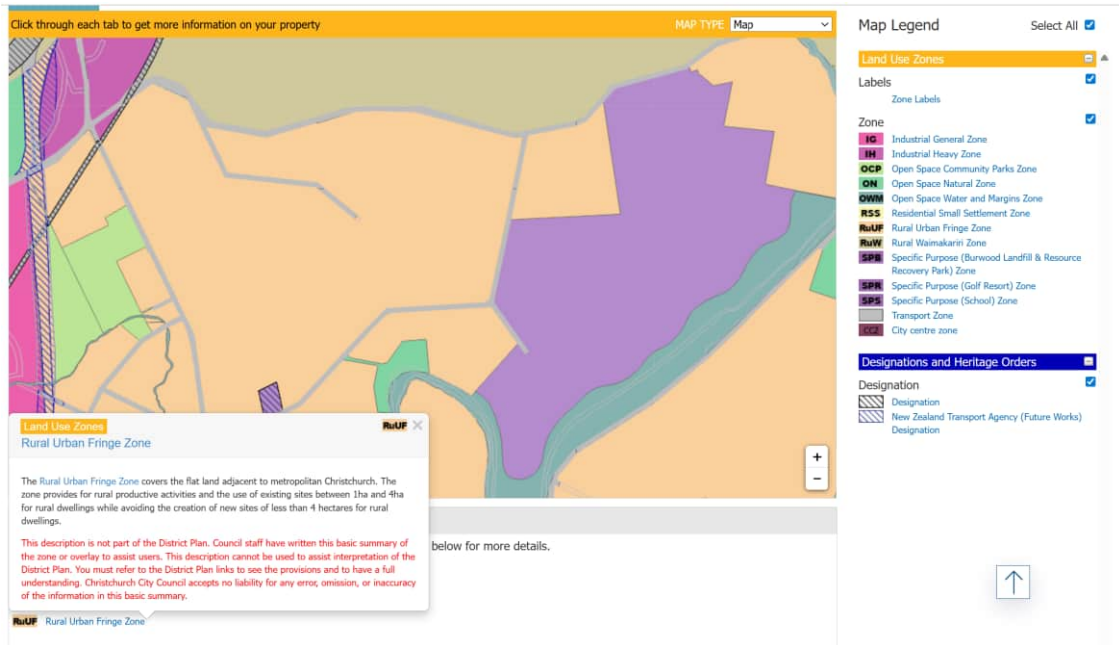 Click through each tab to get more information on your property
MAP TYPE Map
Map Legend
Select All
Land Use Zones
Labels
Zone Labels
Zone
IG Industrial General Zone
IH Industrial Heavy Zone
OCP Open Space Community Parks Zone
ON Open Space Natural Zone
OWM Open Space Water and Margins Zone
RSS Residential Small Settlement Zone
RuUF Rural Urban Fringe Zone
RuW Rural Waimakariri Zone
SPB Specific Purpose (Burwood Landfill & Resource
Recovery Park) Zone
SPR Specific Purpose (Golf Resort) Zone
SPS Specific Purpose (School) Zone
Transport Zone
CCZ City centre zone
Designations and Heritage Orders
Designation
Designation
New Zealand Transport Agency (Future Works)
Designation
Land Use Zones
RuUF
Rural Urban Fringe Zone
The Rural Urban Fringe Zone covers the flat land adjacent to metropolitan Christchurch. The
zone provides for rural productive activities and the use of existing sites between 1ha and 4ha
for rural dwellings while avoiding the creation of new sites of less than 4 hectares for rural
dwellings.
This description is not part of the District Plan. Council staff have written this basic summary of
the zone or overlay to assist users. This description cannot be used to assist interpretation of the
District Plan. You must refer to the District Plan links to see the provisions and to have a full
understanding. Christchurch City Council accepts no liability for any error, omission, or inaccuracy
of the information in this basic summary.
below for more details.
RuUF Rural Urban Fringe Zone
+
−